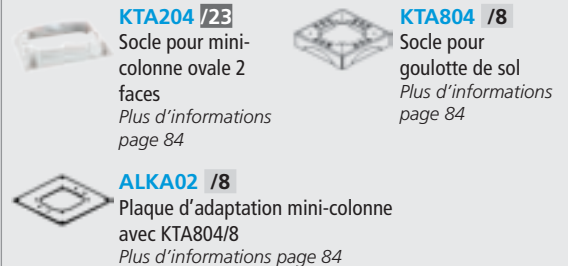 KTA204 /23
Socle pour mini-
colonne ovale 2
faces
Plus d'informations
page 84
KTA804 /8
Socle pour
goulotte de sol
Plus d'informations
page 84
ALKA02 /8
Plaque d'adaptation mini-colonne
avec KTA804/8
Plus d'informations page 84